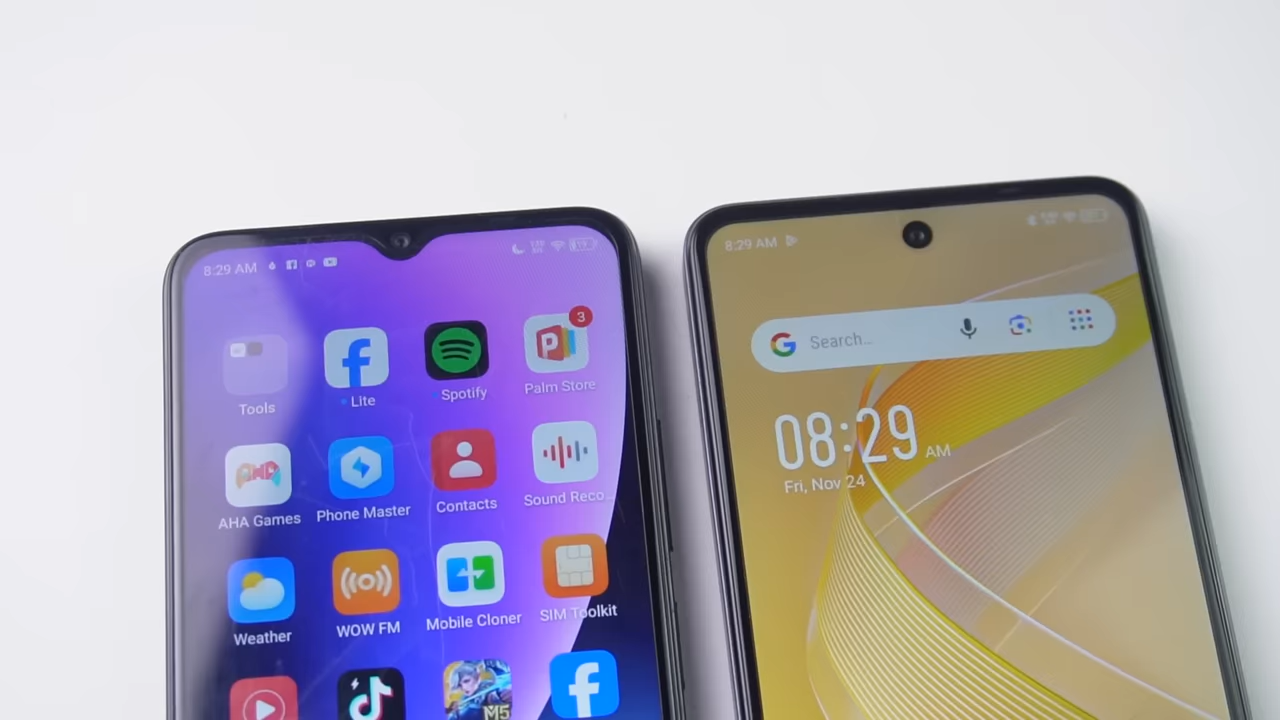 8:29 AM
Tools
Lite
Spotify
3
Palm Store
AHA Games
Phone Master
Contacts
Sound Reco...
Weather
WOW FM
Mobile Cloner
SIM Toolkit
M5
8:29 AM
Search...
08:29 AM
Fri, Nov 24